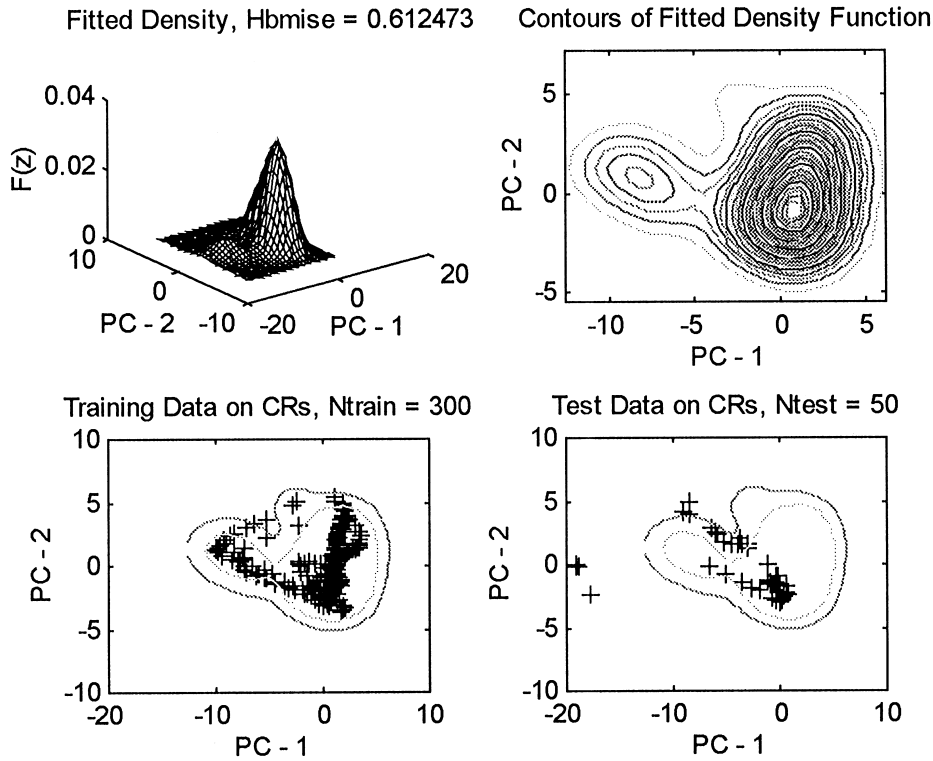 Fitted Density, Hbmise = 0.612473
0.04
0.02
0
F(z)
10
0
-10
PC - 2
-20
0
20
PC - 1
Contours of Fitted Density Function
5
0
-5
PC - 2
-10
-5
0
5
PC - 1
Training Data on CRs, Ntrain = 300
10
5
0
-5
-10
PC - 2
-20
-10
0
10
PC - 1
Test Data on CRs, Ntest = 50
10
5
0
-5
-10
PC - 2
-20
-10
0
10
PC - 1